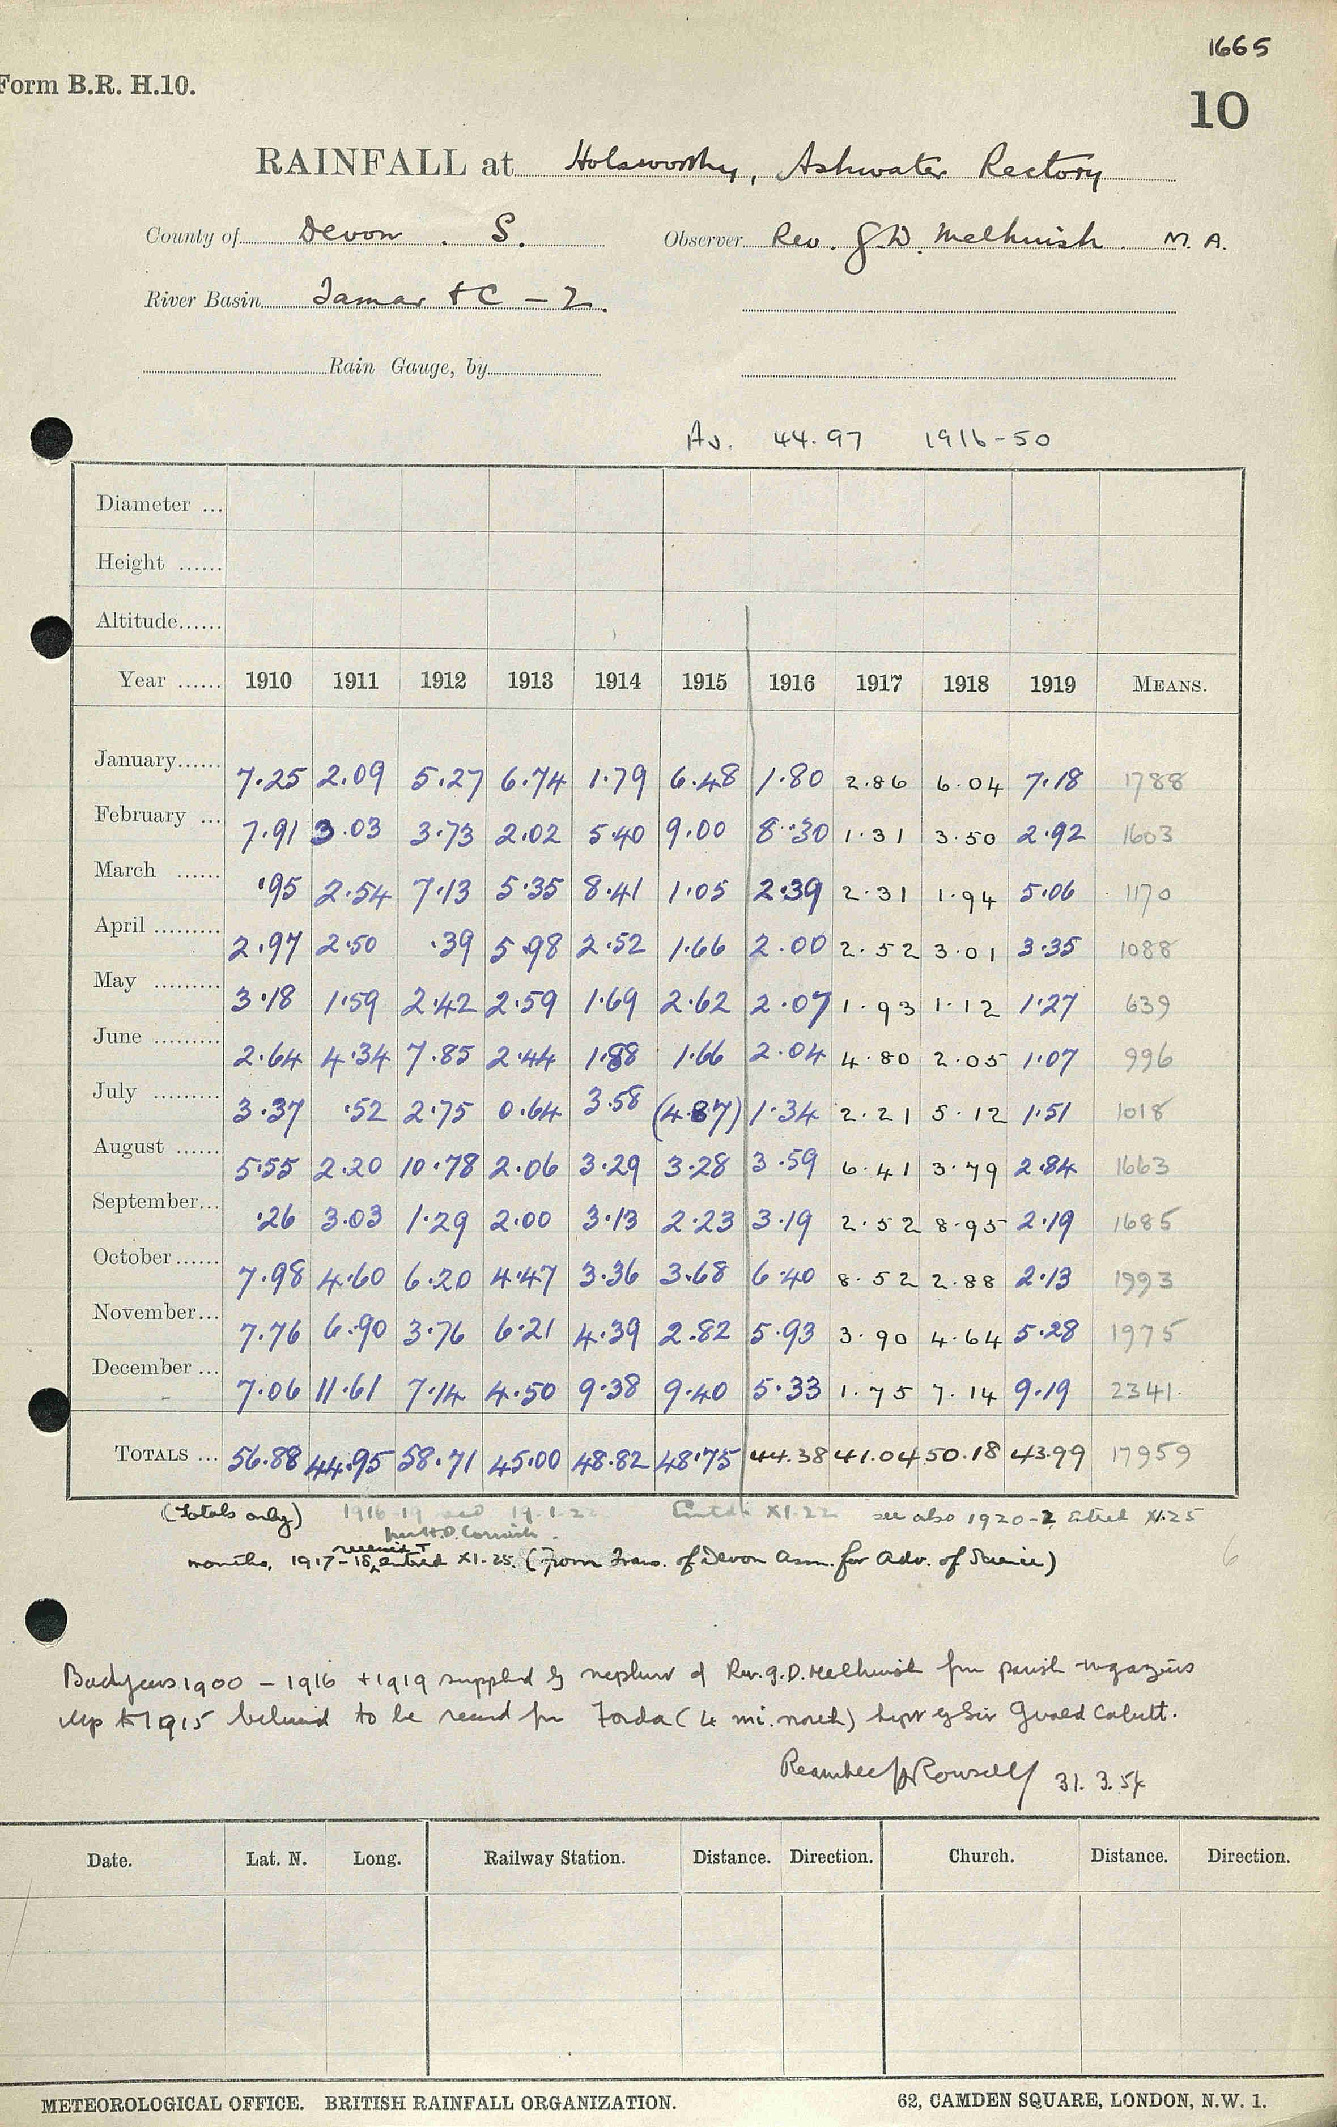 1665
Form B.R. H.10.
10
RAINFALL at Holsworthy, Ashwater Rectory
County of Devon . S. Observer Rev. G.D. Melhuish. M.A.
River Basin Tamar & C - 2.
Rain Gauge, by
Av. 44.97 1916-50
Diameter ...
Height ......
Altitude......
Year ...... 1910 1911 1912 1913 1914 1915 1916 1917 1918 1919 MEANS.
January...... 7.25 2.09 5.27 6.74 1.79 6.48 1.80 2.86 6.04 7.18 1788
February ... 7.91 3.03 3.73 2.02 5.40 9.00 8.30 1.31 3.50 2.92 1603
March ...... .95 2.54 7.13 5.35 8.41 1.05 2.39 2.31 1.94 5.06 1170
April ......... 2.97 2.50 .39 5.98 2.52 1.66 2.00 2.52 3.01 3.35 1088
May ......... 3.18 1.59 2.42 2.59 1.69 2.62 2.07 1.93 1.12 1.27 639
June ......... 2.64 4.34 7.85 2.44 1.88 1.66 2.04 4.80 2.05 1.07 996
July ......... 3.37 .52 2.75 0.64 3.58 (4.87) 1.34 2.21 5.12 1.51 1018
August ...... 5.55 2.20 10.78 2.06 3.29 3.28 3.59 6.41 3.79 2.84 1663
September... .26 3.03 1.29 2.00 3.13 2.23 3.19 2.52 8.95 2.19 1685
October...... 7.98 4.60 6.20 4.47 3.36 3.68 6.40 8.52 2.88 2.13 1993
November... 7.76 6.90 3.76 6.21 4.39 2.82 5.93 3.90 4.64 5.28 1975
December ... 7.06 11.61 7.14 4.50 9.38 9.40 5.33 1.75 7.14 9.19 2341
TOTALS ... 56.88 44.95 58.71 45.00 48.82 48.75 44.38 41.04 50.18 43.99 17959
(Totals only) 1916-19 19.1.22 Entd XI.22 see also 1920-2 Entred XI.25
per H.D. Cornish.
received &
months, 1917-18, entred XI.25. (From Trans. of Devon Assn. for Adv. of Science) 6
Back years 1900 - 1916 + 1919 supplied by nephew of Rev. G.D. Melhuish from parish magazines
Up to 1915 believed to be record for Forda (4 mi. north) kept by Sir Gerald
Rowsell 31.3.54
Date. Lat. N. Long. Railway Station. Distance. Direction. Church. Distance. Direction.
METEOROLOGICAL OFFICE. BRITISH RAINFALL ORGANIZATION. 62, CAMDEN SQUARE, LONDON, N.W. 1.